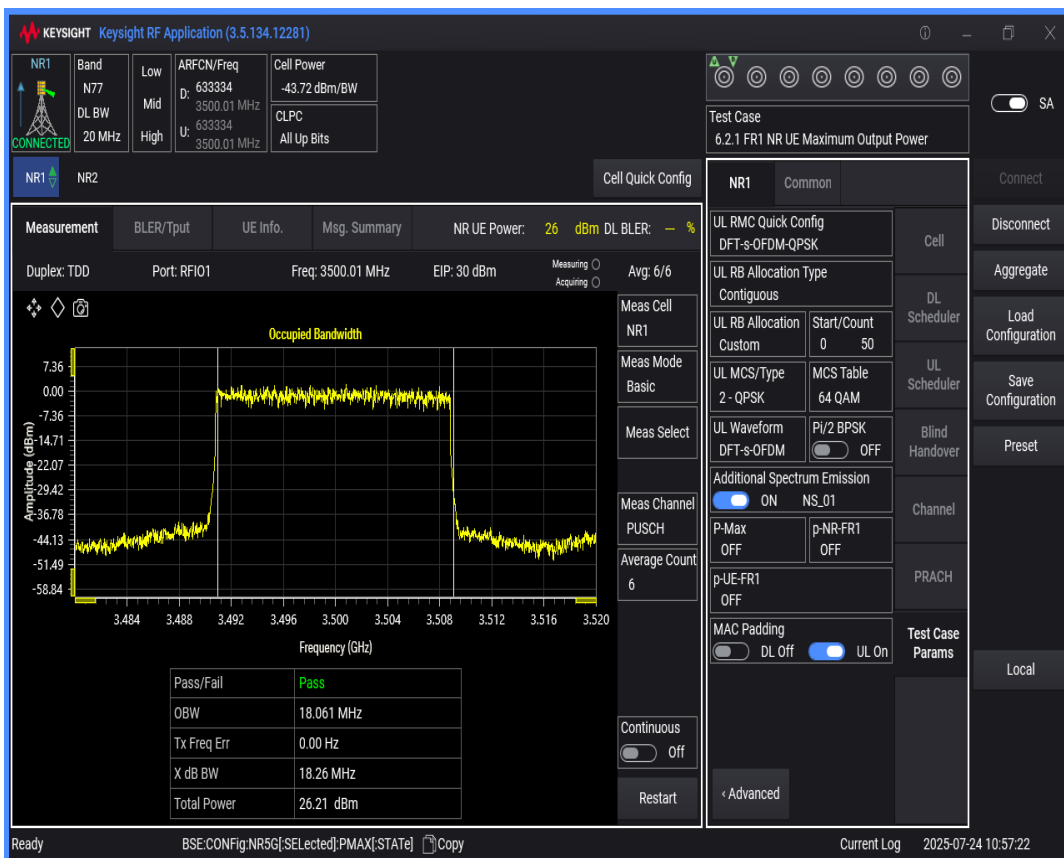 KEYSIGHT Keysight RF Application (3.5.134.12281)
NR1
CONNECTED
Band
N77
DL BW
20 MHz
Low
Mid
High
ARFCN/Freq
D: 633334
3500.01 MHz
U: 633334
3500.01 MHz
Cell Power
-43.72 dBm/BW
CLPC
All Up Bits
Test Case
6.2.1 FR1 NR UE Maximum Output Power
SA
NR1 NR2 Cell Quick Config
Measurement BLER/Tput UE Info. Msg. Summary NR UE Power: 26 dBm DL BLER: — %
Duplex: TDD Port: RFIO1 Freq: 3500.01 MHz EIP: 30 dBm Measuring Acquiring Avg: 6/6
Occupied Bandwidth
Amplitude (dBm)
7.36
0.00
-7.36
-14.71
-22.07
-29.42
-36.78
-44.13
-51.49
-58.84
3.484 3.488 3.492 3.496 3.500 3.504 3.508 3.512 3.516 3.520
Frequency (GHz)
Pass/Fail Pass
OBW 18.061 MHz
Tx Freq Err 0.00 Hz
X dB BW 18.26 MHz
Total Power 26.21 dBm
Meas Cell
NR1
Meas Mode
Basic
Meas Select
Meas Channel
PUSCH
Average Count
6
Continuous
Off
Restart
NR1 Common
UL RMC Quick Config
DFT-s-OFDM-QPSK
UL RB Allocation Type
Contiguous
UL RB Allocation Start/Count
Custom 0 50
UL MCS/Type MCS Table
2 - QPSK 64 QAM
UL Waveform Pi/2 BPSK
DFT-s-OFDM OFF
Additional Spectrum Emission
ON NS_01
P-Max p-NR-FR1
OFF OFF
p-UE-FR1
OFF
MAC Padding
DL Off UL On
‹ Advanced
Cell
DL
Scheduler
UL
Scheduler
Blind
Handover
Channel
PRACH
Test Case
Params
Connect
Disconnect
Aggregate
Load
Configuration
Save
Configuration
Preset
Local
Ready BSE:CONFig:NR5G[:SELected]:PMAX[:STATe] Copy Current Log 2025-07-24 10:57:22